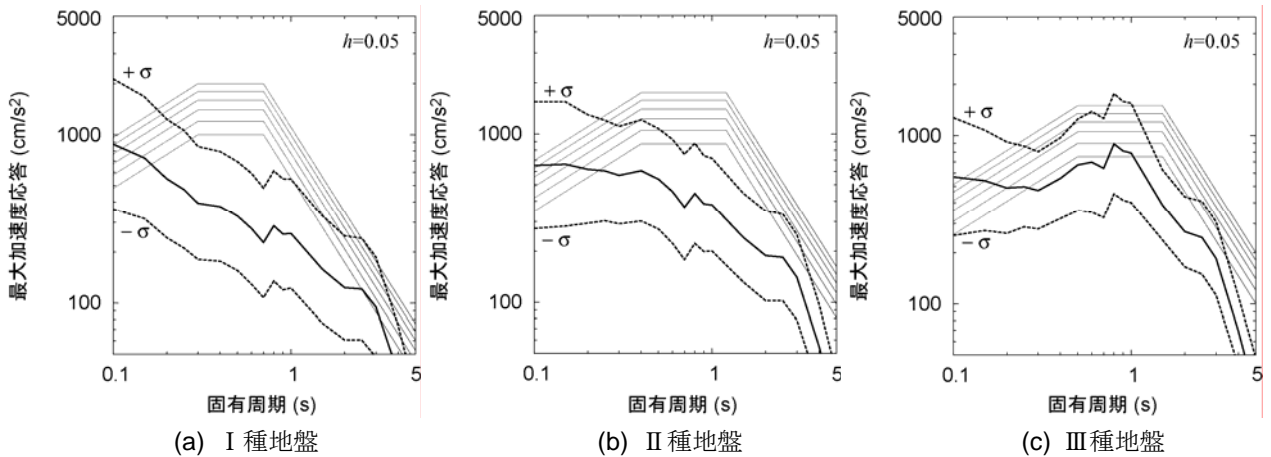 5000
1000
100
最大加速度応答 (cm/s²)
h=0.05
+σ
−σ
0.1
1
5
固有周期 (s)
(a) Ⅰ種地盤
5000
1000
100
最大加速度応答 (cm/s²)
h=0.05
+σ
−σ
0.1
1
5
固有周期 (s)
(b) Ⅱ種地盤
5000
1000
100
最大加速度応答 (cm/s²)
h=0.05
+σ
−σ
0.1
1
5
固有周期 (s)
(c) Ⅲ種地盤